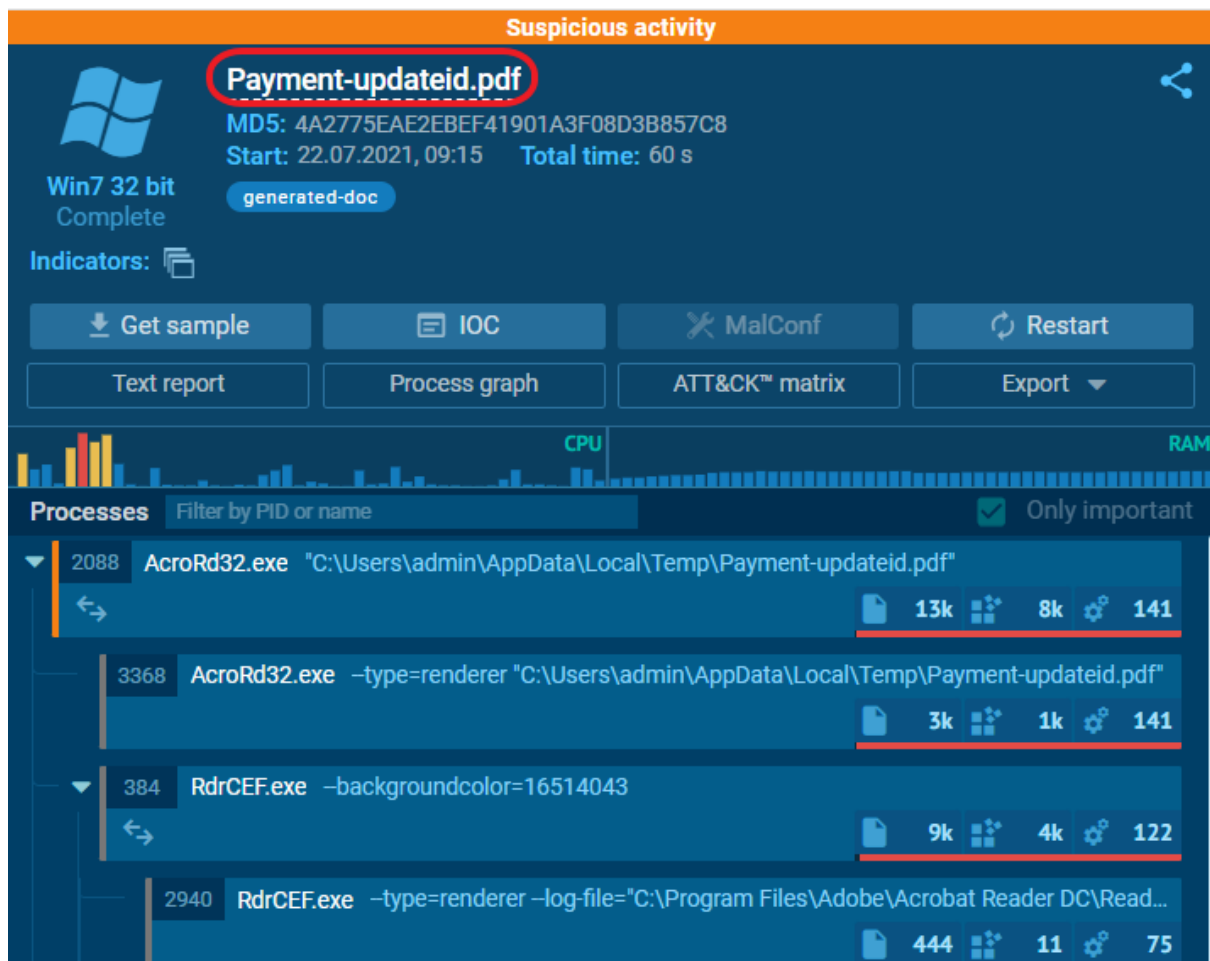 Suspicious activity
Payment-updateid.pdf
MD5: 4A2775EAE2EBEF41901A3F08D3B857C8
Start: 22.07.2021, 09:15 Total time: 60 s
Win7 32 bit
Complete
generated-doc
Indicators:
Get sample IOC MalConf Restart
Text report Process graph ATT&CK™ matrix Export
CPU RAM
Processes Filter by PID or name Only important
2088 AcroRd32.exe "C:\Users\admin\AppData\Local\Temp\Payment-updateid.pdf"
13k 8k 141
3368 AcroRd32.exe --type=renderer "C:\Users\admin\AppData\Local\Temp\Payment-updateid.pdf"
3k 1k 141
384 RdrCEF.exe --backgroundcolor=16514043
9k 4k 122
2940 RdrCEF.exe --type=renderer --log-file="C:\Program Files\Adobe\Acrobat Reader DC\Read...
444 11 75